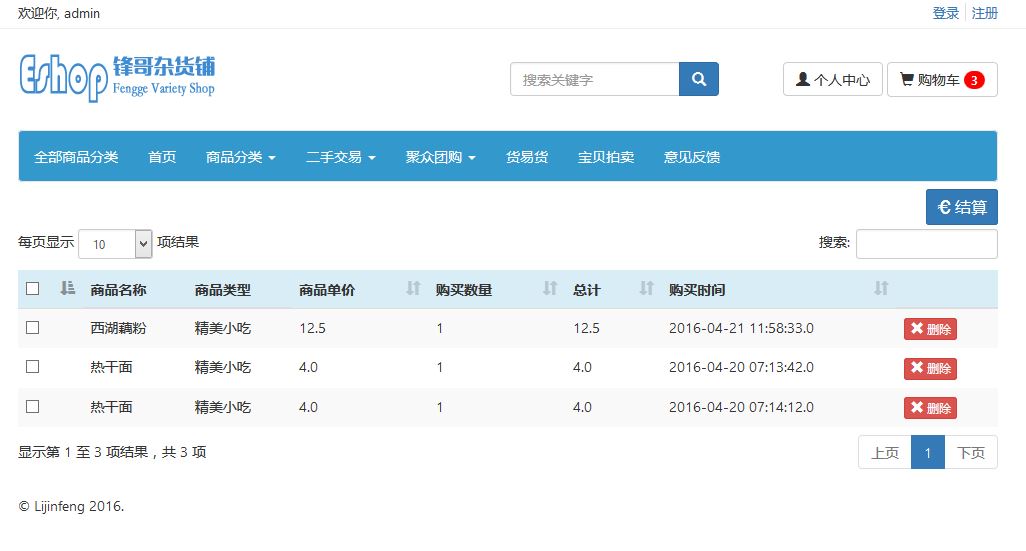 欢迎你, admin 登录 注册
Eshop 锋哥杂货铺
Fengge Variety Shop
搜索关键字 个人中心 购物车 3
全部商品分类 首页 商品分类 二手交易 聚众团购 货易货 宝贝拍卖 意见反馈
€ 结算
每页显示 10 项结果 搜索:
商品名称 商品类型 商品单价 购买数量 总计 购买时间
西湖藕粉 精美小吃 12.5 1 12.5 2016-04-21 11:58:33.0 删除
热干面 精美小吃 4.0 1 4.0 2016-04-20 07:13:42.0 删除
热干面 精美小吃 4.0 1 4.0 2016-04-20 07:14:12.0 删除
显示第 1 至 3 项结果，共 3 项 上页 1 下页
© Lijinfeng 2016.